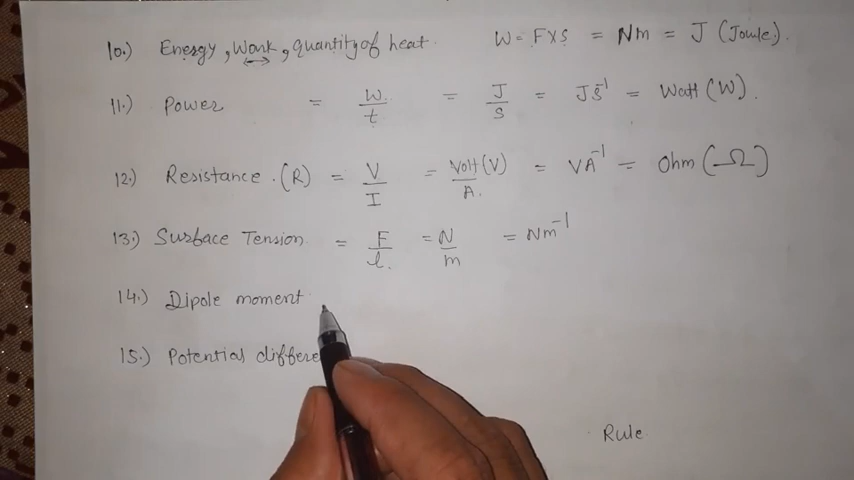 10.) Energy, Work, quantity of heat. W = F×S = Nm = J (Joule).
11.) Power = W/t = J/S = JS⁻¹ = Watt (W).
12.) Resistance. (R) = V/I = Volt(V)/A. = VA⁻¹ = Ohm (Ω)
13.) Surface Tension = F/l. = N/m = Nm⁻¹
14.) Dipole moment
15.) Potential differe
Rule